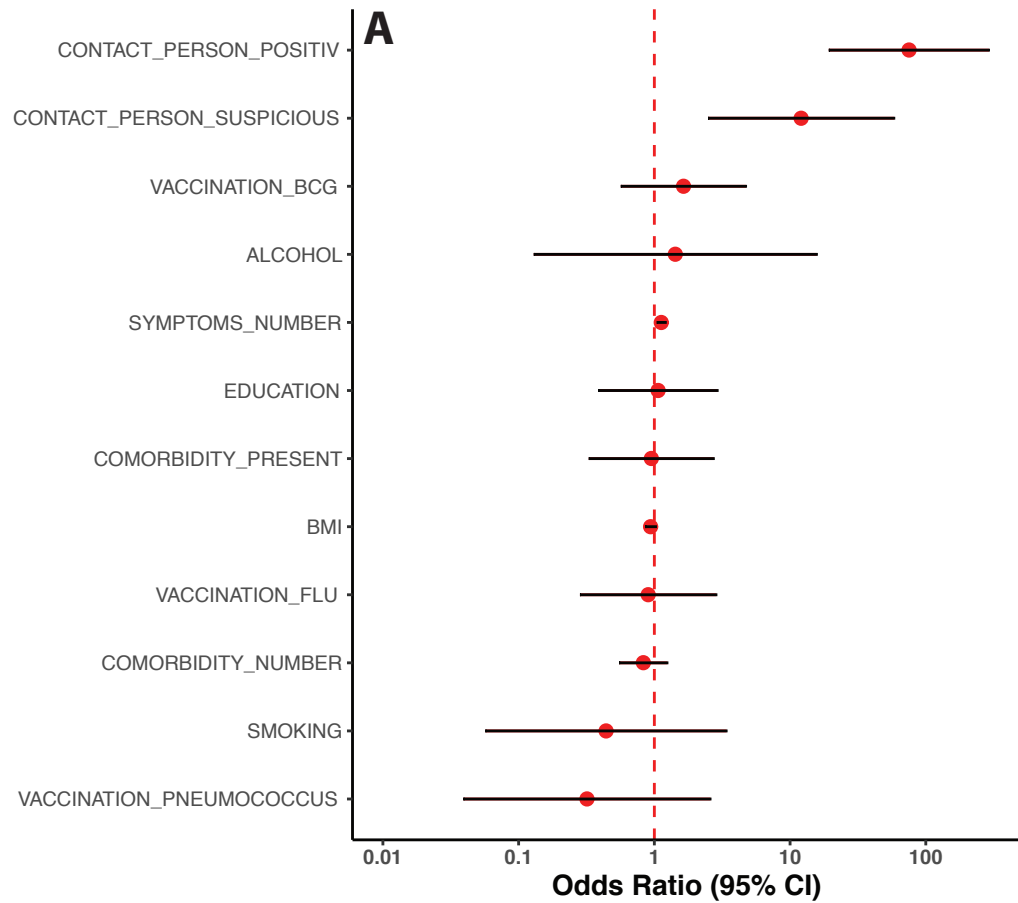 A
CONTACT_PERSON_POSITIV
CONTACT_PERSON_SUSPICIOUS
VACCINATION_BCG
ALCOHOL
SYMPTOMS_NUMBER
EDUCATION
COMORBIDITY_PRESENT
BMI
VACCINATION_FLU
COMORBIDITY_NUMBER
SMOKING
VACCINATION_PNEUMOCOCCUS
0.01 0.1 1 10 100
Odds Ratio (95% CI)